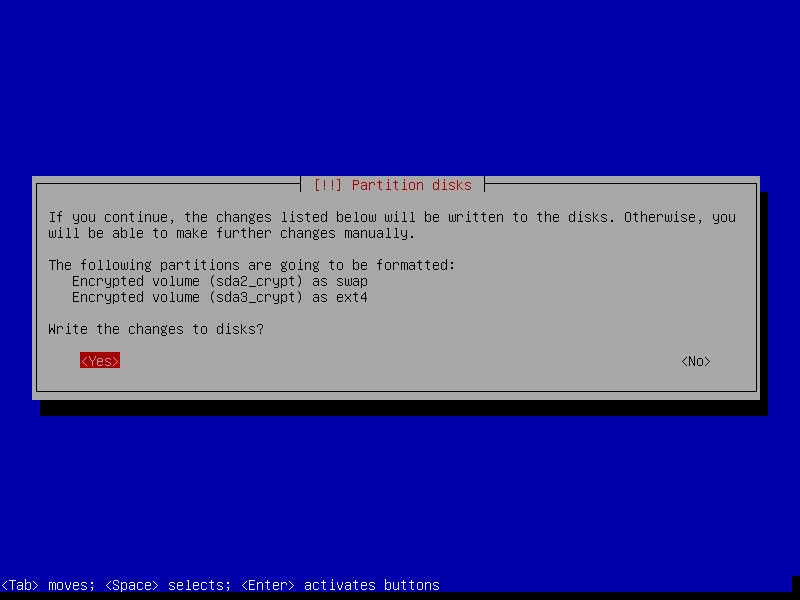 [!!] Partition disks
If you continue, the changes listed below will be written to the disks. Otherwise, you
will be able to make further changes manually.
The following partitions are going to be formatted:
Encrypted volume (sda2_crypt) as swap
Encrypted volume (sda3_crypt) as ext4
Write the changes to disks?
<Yes> <No>
<Tab> moves; <Space> selects; <Enter> activates buttons